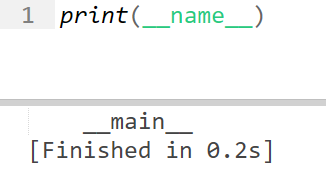 1 print(__name__)
__main__
[Finished in 0.2s]